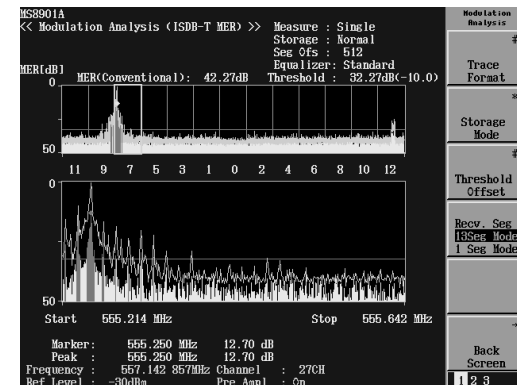 MS8901A
<< Modulation Analysis (ISDB-T MER) >> Measure : Single
Storage : Normal
Seg Ofs : 512
Equalizer: Standard
MER[dB] MER(Conventional): 42.27dB Threshold : 32.27dB(-10.0)
0
50
11 9 7 5 3 1 0 2 4 6 8 10 12
0
50
Start 555.214 MHz Stop 555.642 MHz
Marker: 555.250 MHz 12.70 dB
Peak : 555.250 MHz 12.70 dB
Frequency : 557.142 857MHz Channel : 27CH
Ref Level : -30dBm Pre Ampl : On
Modulation
Analysis
#
Trace
Format
*
Storage
Mode
#
Threshold
Offset
Recv. Seg
13Seg Mode
1 Seg Mode
→
Back
Screen
1 2 3